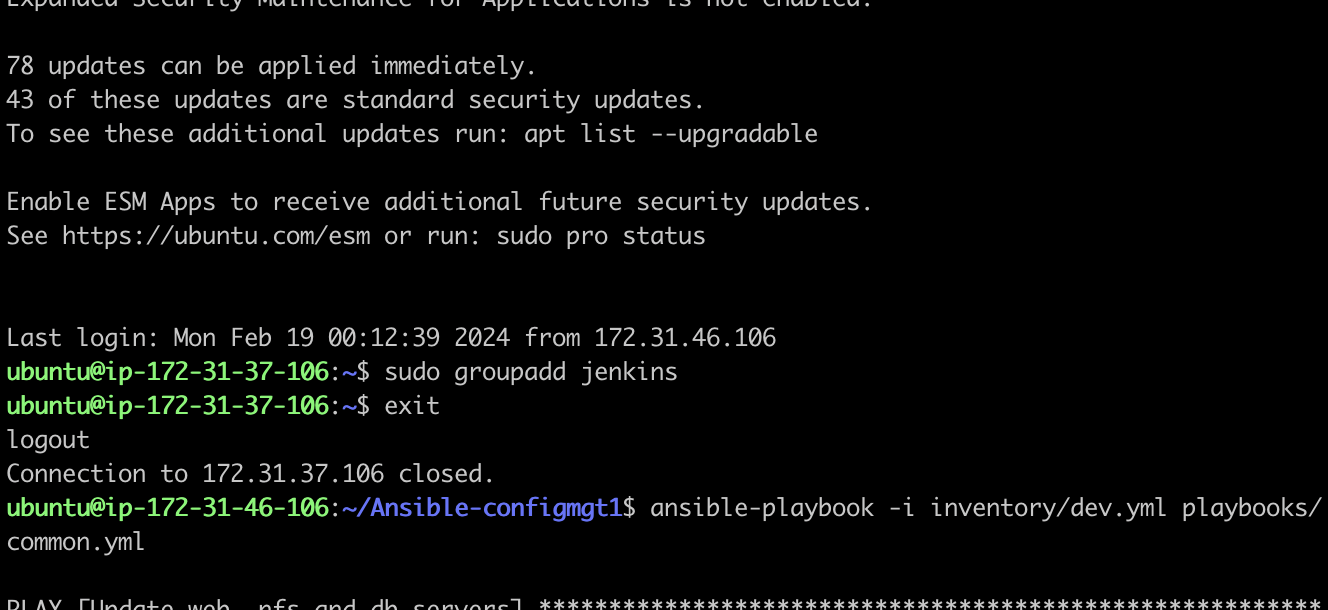 Expanded Security Maintenance for Applications is not enabled.
78 updates can be applied immediately.
43 of these updates are standard security updates.
To see these additional updates run: apt list --upgradable
Enable ESM Apps to receive additional future security updates.
See https://ubuntu.com/esm or run: sudo pro status
Last login: Mon Feb 19 00:12:39 2024 from 172.31.46.106
ubuntu@ip-172-31-37-106:~$ sudo groupadd jenkins
ubuntu@ip-172-31-37-106:~$ exit
logout
Connection to 172.31.37.106 closed.
ubuntu@ip-172-31-46-106:~/Ansible-configmgt1$ ansible-playbook -i inventory/dev.yml playbooks/
common.yml
PLAY [Update web, nfs and db servers] ********************************************************